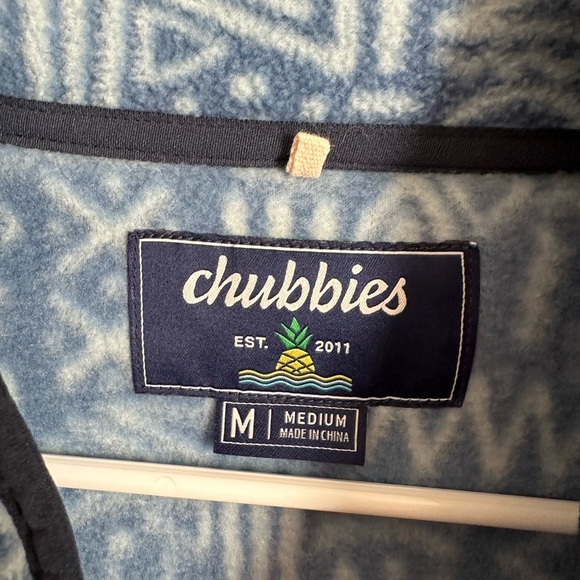 chubbies
EST. 2011
M | MEDIUM
MADE IN CHINA